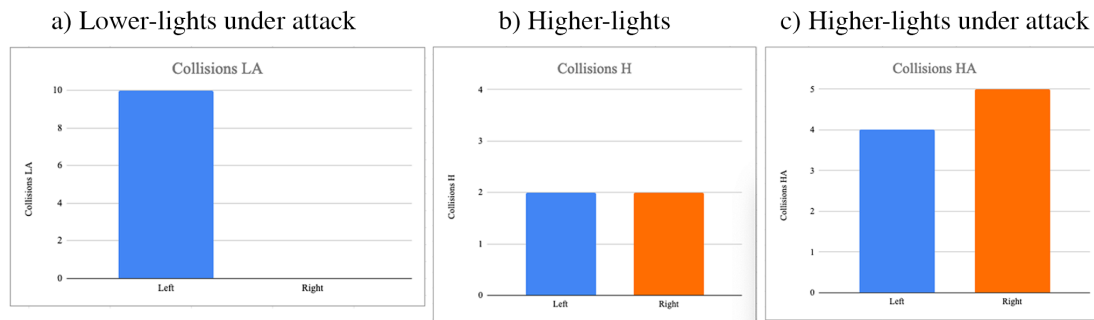 a) Lower-lights under attack
Collisions LA
Collisions LA
10
8
6
4
2
0
Left
Right
b) Higher-lights
Collisions H
Collisions H
4
3
2
1
0
Left
Right
c) Higher-lights under attack
Collisions HA
Collisions HA
5
4
3
2
1
0
Left
Right